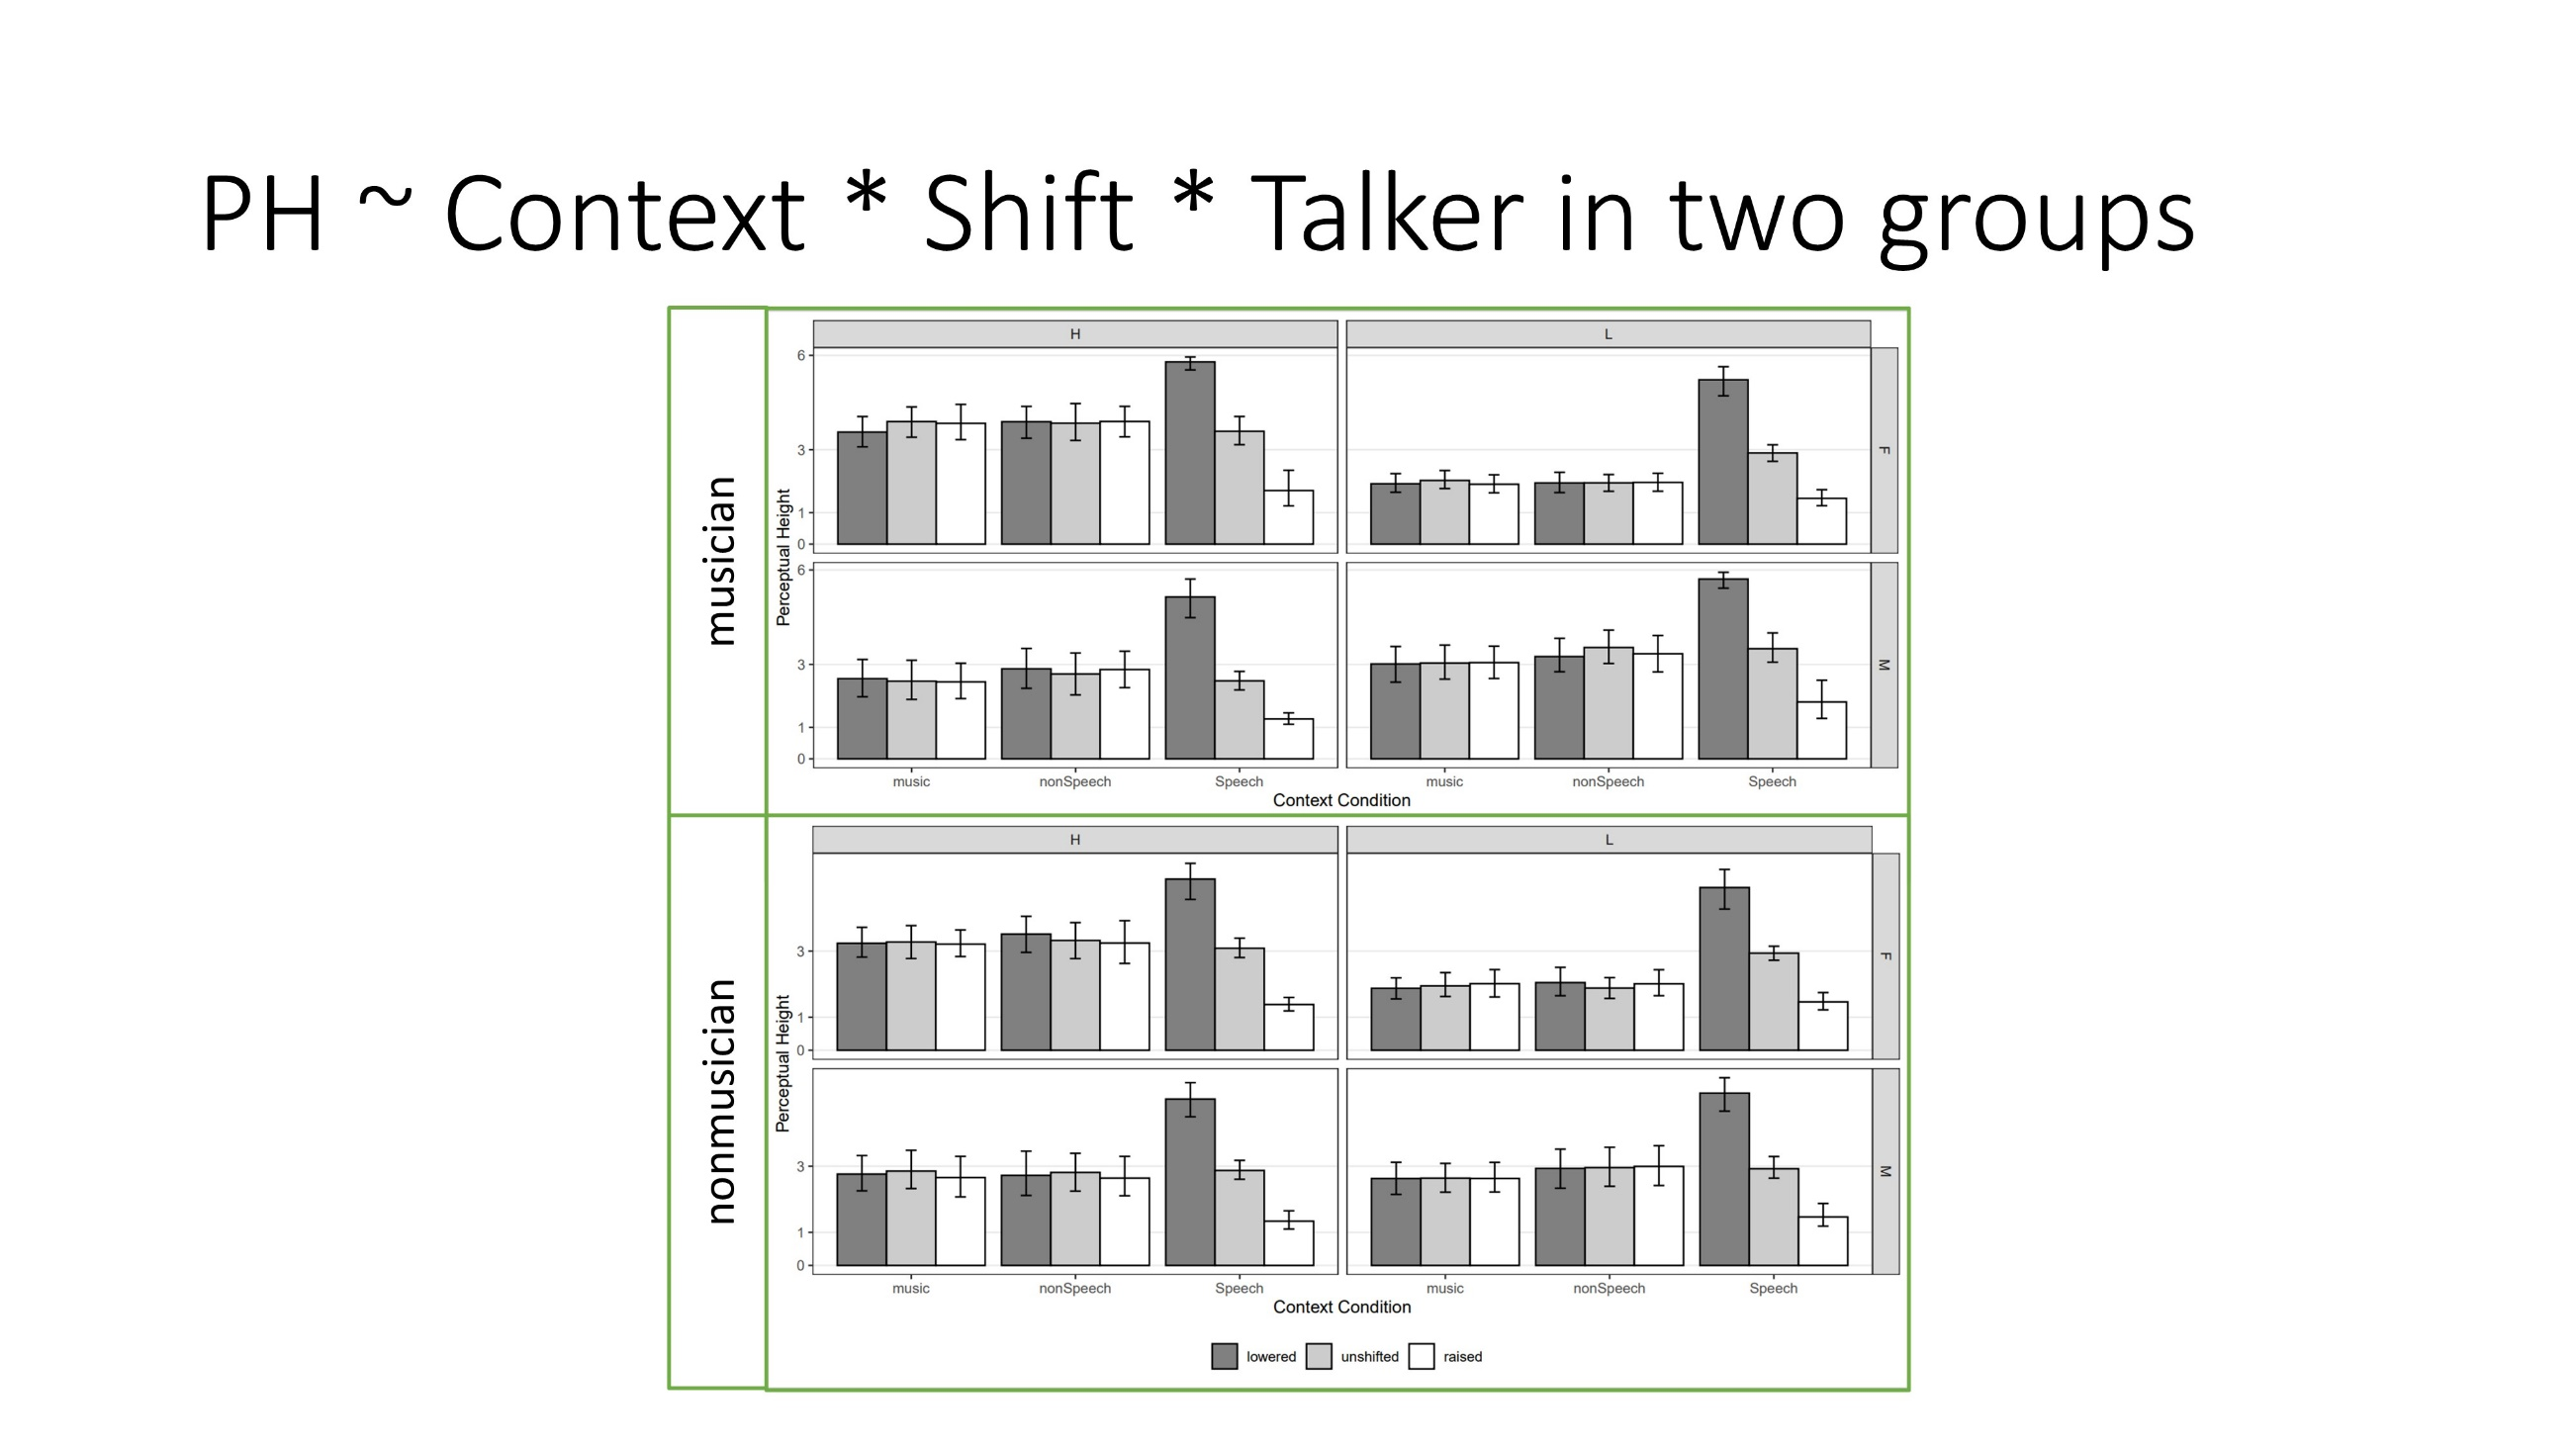 PH ~ Context * Shift * Talker in two groups
musician
H
L
6
3
1
0
F
Perceptual Height
6
3
1
0
M
music
nonSpeech
Speech
music
nonSpeech
Speech
Context Condition
nonmusician
H
L
3
1
0
F
Perceptual Height
3
1
0
M
music
nonSpeech
Speech
music
nonSpeech
Speech
Context Condition
lowered
unshifted
raised